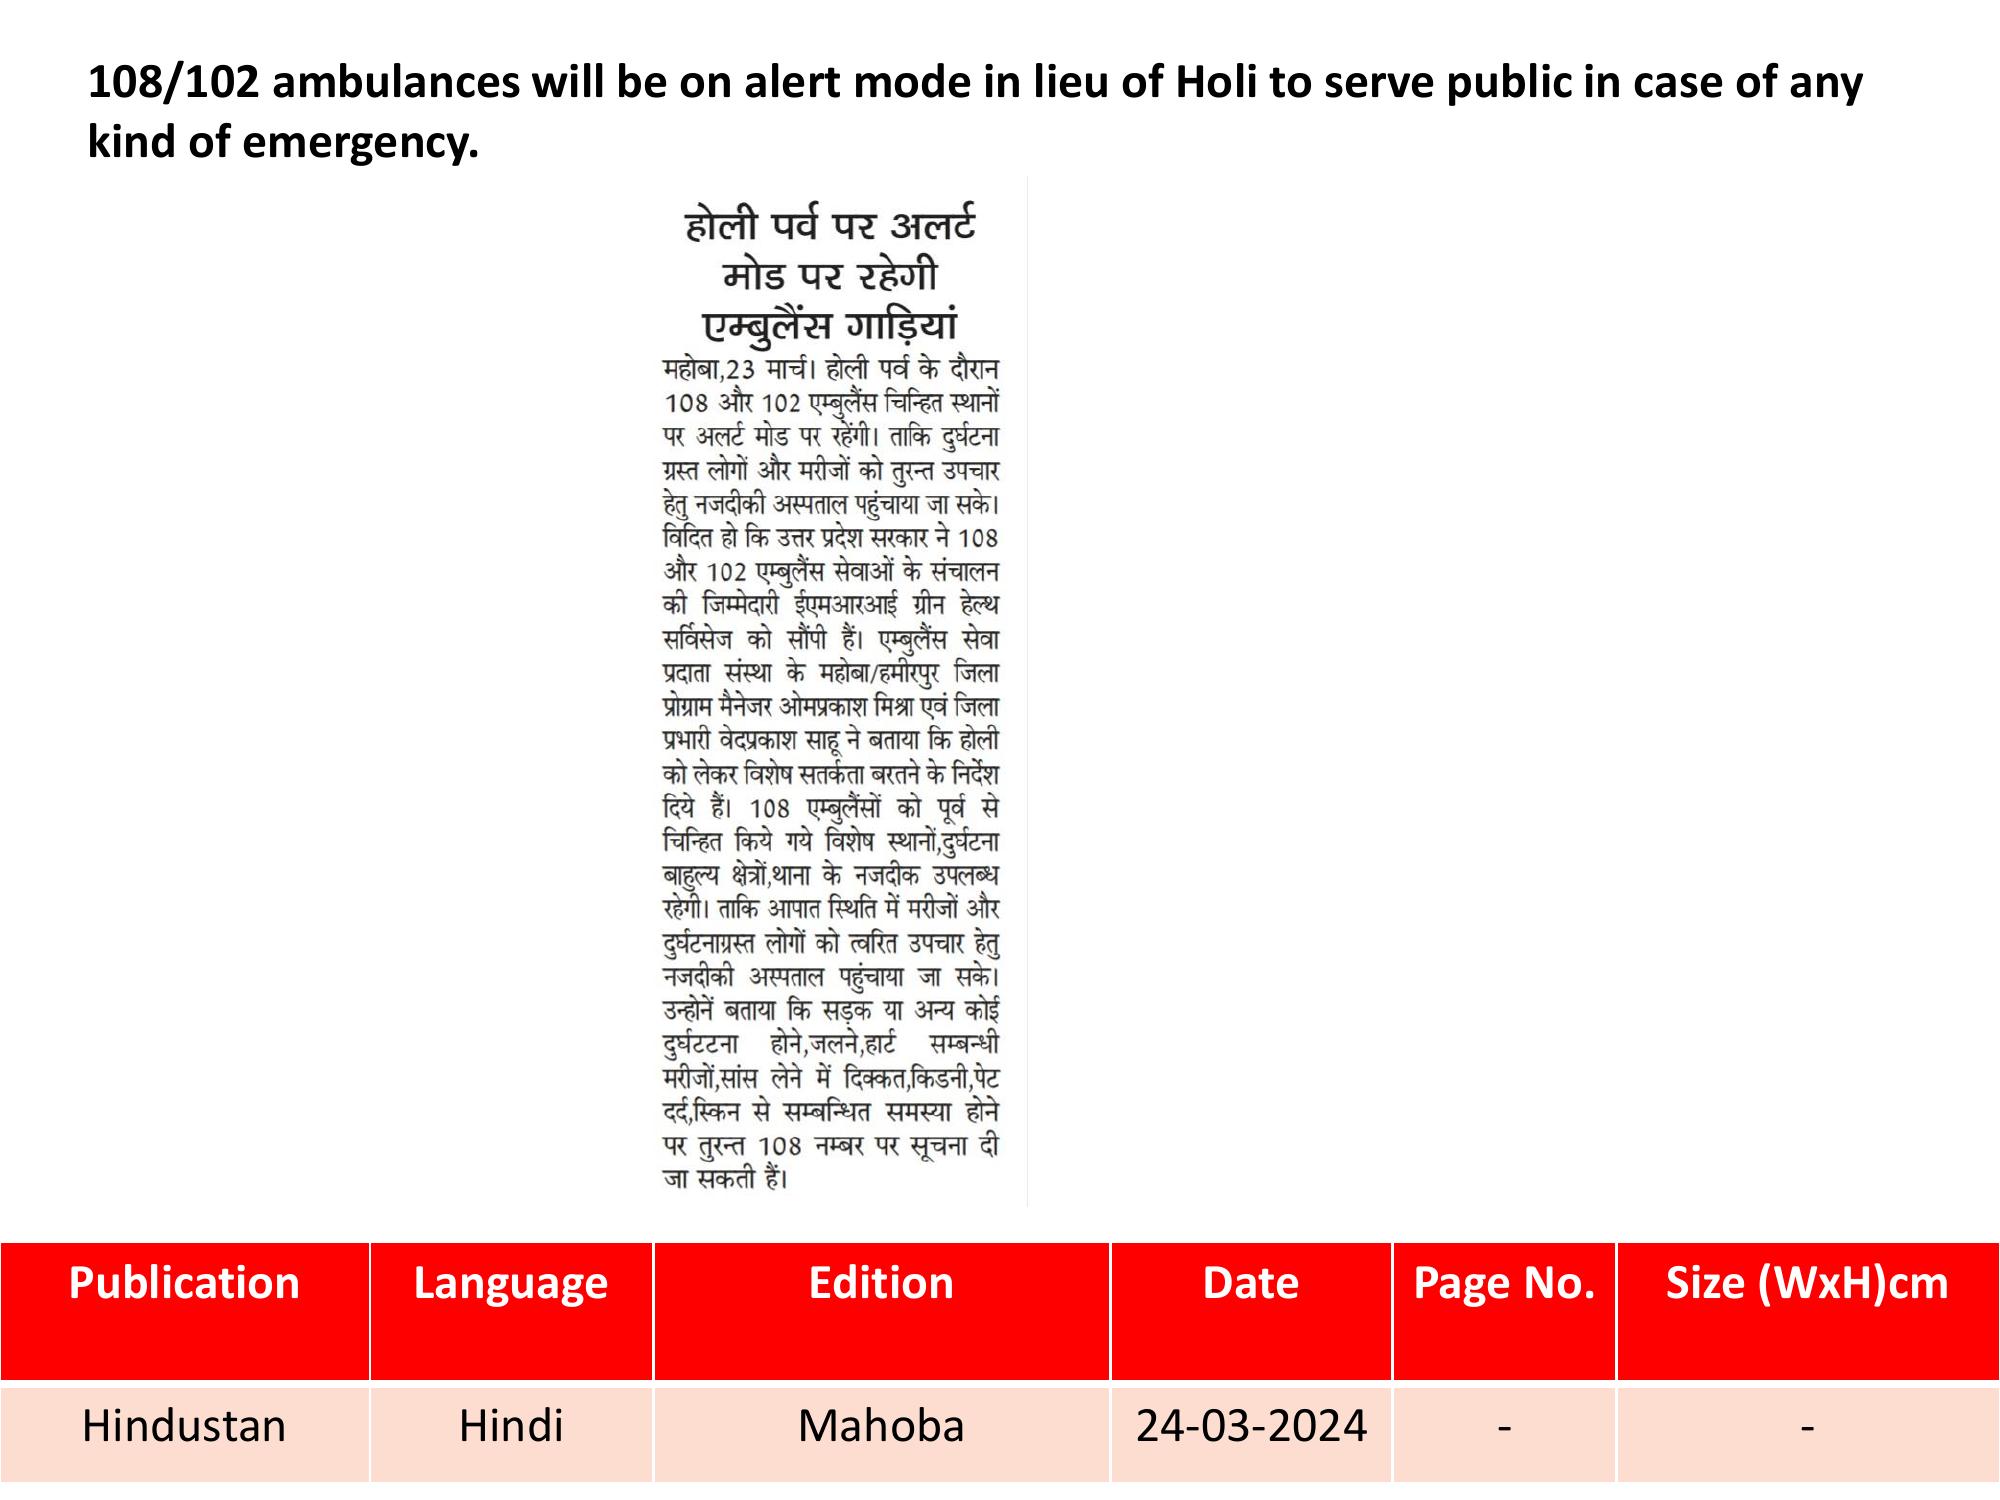 108/102 ambulances will be on alert mode in lieu of Holi to serve public in case of any
kind of emergency.
होली पर्व पर अलर्ट
मोड पर रहेगी
एम्बुलैंस गाड़ियां
महोबा,23 मार्च। होली पर्व के दौरान
108 और 102 एम्बुलैंस चिन्हित स्थानों
पर अलर्ट मोड पर रहेंगी। ताकि दुर्घटना
ग्रस्त लोगों और मरीजों को तुरन्त उपचार
हेतु नजदीकी अस्पताल पहुंचाया जा सके।
विदित हो कि उत्तर प्रदेश सरकार ने 108
और 102 एम्बुलैंस सेवाओं के संचालन
की जिम्मेदारी ईएमआरआई ग्रीन हेल्थ
सर्विसेज को सौंपी हैं। एम्बुलैंस सेवा
प्रदाता संस्था के महोबा/हमीरपुर जिला
प्रोग्राम मैनेजर ओमप्रकाश मिश्रा एवं जिला
प्रभारी वेदप्रकाश साहू ने बताया कि होली
को लेकर विशेष सतर्कता बरतने के निर्देश
दिये हैं। 108 एम्बुलैंसों को पूर्व से
चिन्हित किये गये विशेष स्थानों,दुर्घटना
बाहुल्य क्षेत्रों,थाना के नजदीक उपलब्ध
रहेगी। ताकि आपात स्थिति में मरीजों और
दुर्घटनाग्रस्त लोगों को त्वरित उपचार हेतु
नजदीकी अस्पताल पहुंचाया जा सके।
उन्होनें बताया कि सड़क या अन्य कोई
दुर्घटटना होने,जलने,हार्ट सम्बन्धी
मरीजों,सांस लेने में दिक्कत,किडनी,पेट
दर्द,स्किन से सम्बन्धित समस्या होने
पर तुरन्त 108 नम्बर पर सूचना दी
जा सकती हैं।
Publication Language Edition Date Page No. Size (WxH)cm
Hindustan Hindi Mahoba 24-03-2024 - -